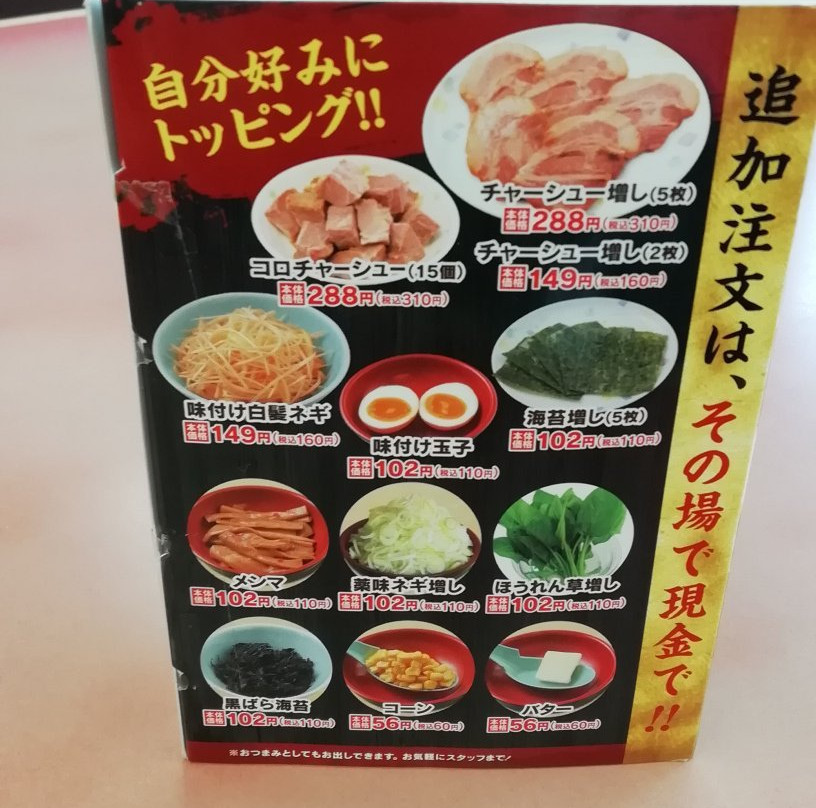 自分好みに
トッピング!!
チャーシュー増し(5枚)
本体価格288円(税込310円)
チャーシュー増し(2枚)
本体価格149円(税込160円)
コロチャーシュー(15個)
本体価格288円(税込310円)
味付け白髪ネギ
本体価格149円(税込160円)
味付け玉子
本体価格102円(税込110円)
海苔増し(5枚)
本体価格102円(税込110円)
メンマ
本体価格102円(税込110円)
薬味ネギ増し
本体価格102円(税込110円)
ほうれん草増し
本体価格102円(税込110円)
黒ばら海苔
本体価格102円(税込110円)
コーン
本体価格56円(税込60円)
バター
本体価格56円(税込60円)
※おつまみとしてもお出しできます。お気軽にスタッフまで!
追加注文は、その場で現金で!!